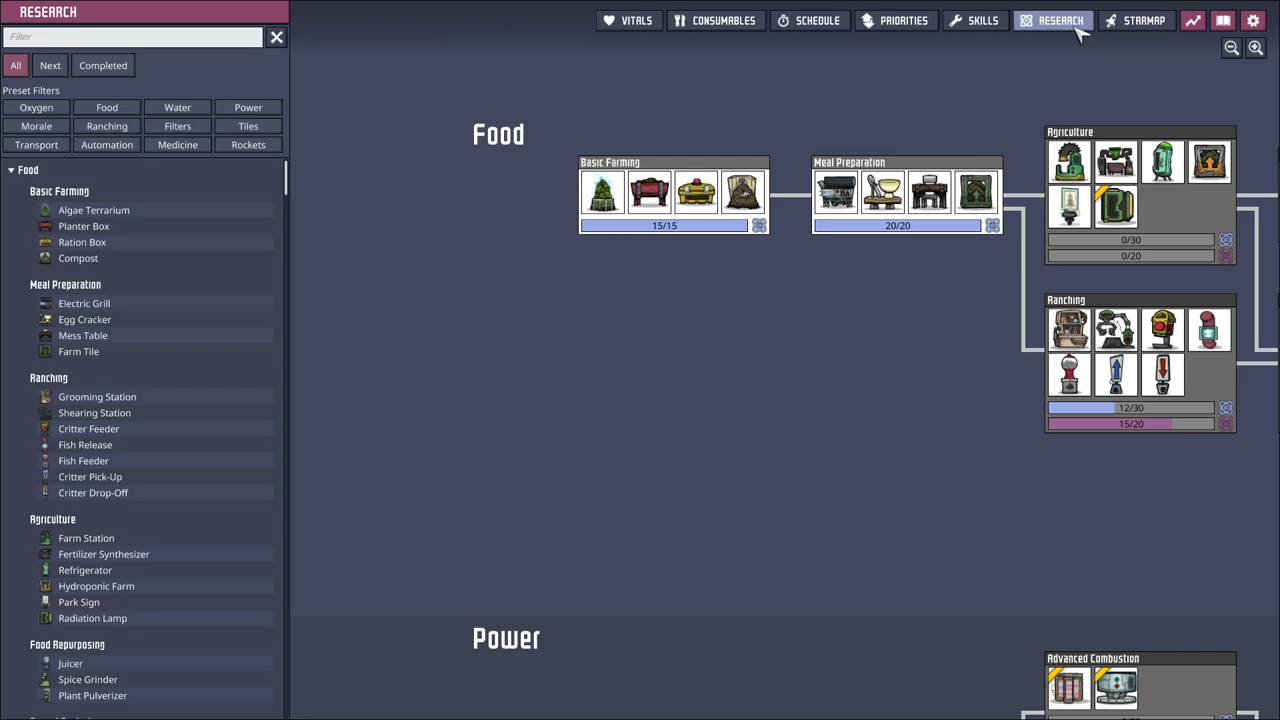 RESEARCH
Filter
All Next Completed
Preset Filters
Oxygen Food Water Power
Morale Ranching Filters Tiles
Transport Automation Medicine Rockets
Food
Basic Farming
Algae Terrarium
Planter Box
Ration Box
Compost
Meal Preparation
Electric Grill
Egg Cracker
Mess Table
Farm Tile
Ranching
Grooming Station
Shearing Station
Critter Feeder
Fish Release
Fish Feeder
Critter Pick-Up
Critter Drop-Off
Agriculture
Farm Station
Fertilizer Synthesizer
Refrigerator
Hydroponic Farm
Park Sign
Radiation Lamp
Food Repurposing
Juicer
Spice Grinder
Plant Pulverizer
VITALS CONSUMABLES SCHEDULE PRIORITIES SKILLS RESEARCH STARMAP
Food
Basic Farming
15/15
Meal Preparation
20/20
Agriculture
0/30
0/20
Ranching
12/30
15/20
Power
Advanced Combustion